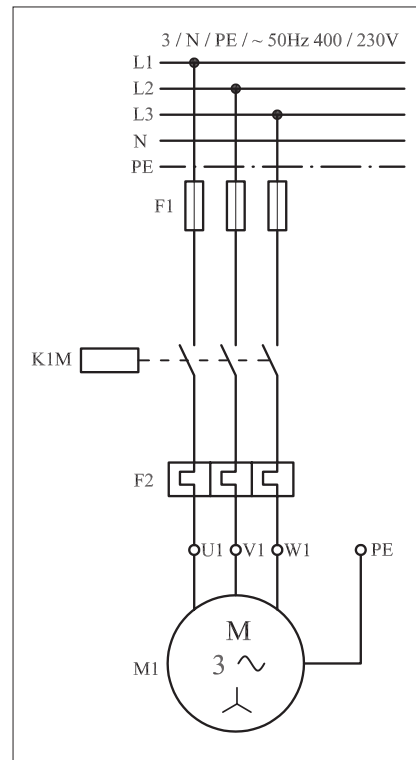 3 / N / PE / ~ 50Hz 400 / 230V
L1
L2
L3
N
PE
F1
K1M
F2
U1 V1 W1 PE
M
M1 3